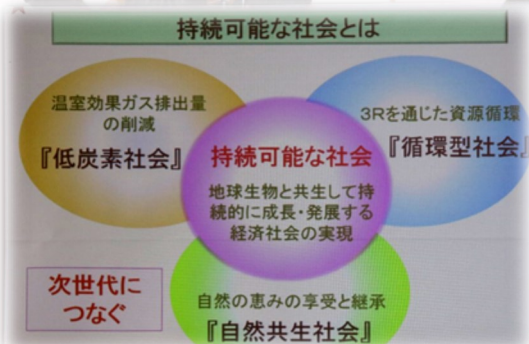 持続可能な社会とは
温室効果ガス排出量
の削減
『低炭素社会』
3Rを通じた資源循環
『循環型社会』
持続可能な社会
地球生物と共生して持
続的に成長・発展する
経済社会の実現
次世代に
つなぐ
自然の恵みの享受と継承
『自然共生社会』